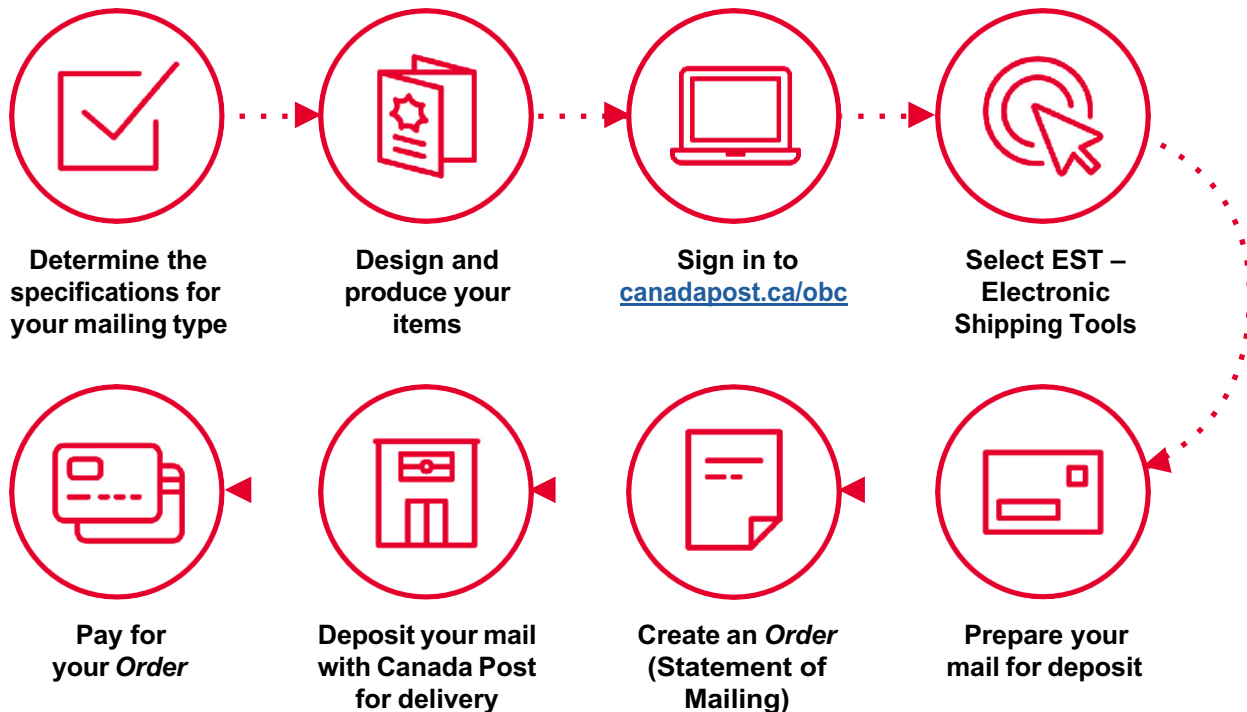 Determine the
specifications for
your mailing type
Design and
produce your
items
Sign in to
canadapost.ca/obc
Select EST –
Electronic
Shipping Tools
Prepare your
mail for deposit
Create an Order
(Statement of
Mailing)
Deposit your mail
with Canada Post
for delivery
Pay for
your Order